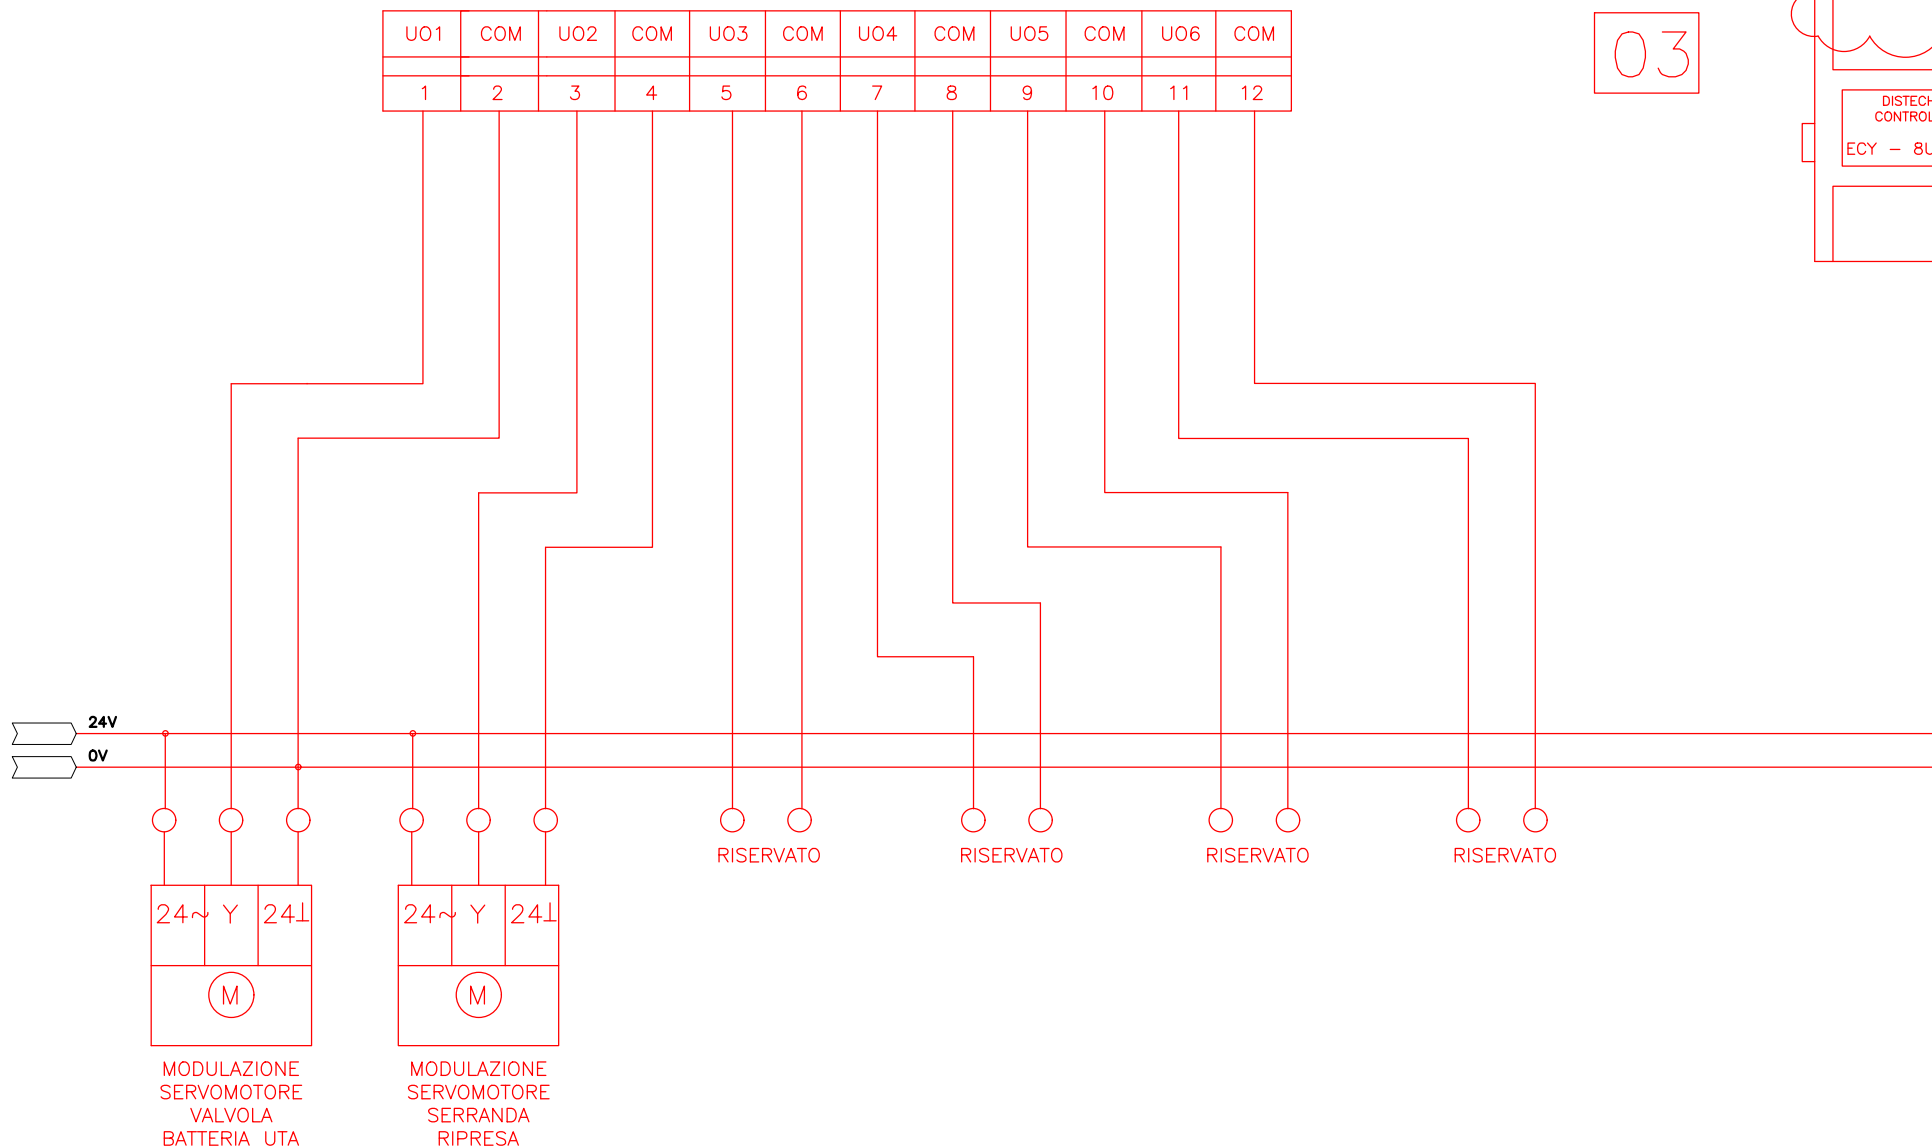 UO1 COM UO2 COM UO3 COM UO4 COM UO5 COM UO6 COM
1 2 3 4 5 6 7 8 9 10 11 12
03
DISTECH
CONTROL
ECY - 8U
24V
0V
RISERVATO RISERVATO RISERVATO RISERVATO
24~ Y 24⊥
24~ Y 24⊥
M
M
MODULAZIONE
SERVOMOTORE
VALVOLA
BATTERIA UTA
MODULAZIONE
SERVOMOTORE
SERRANDA
RIPRESA